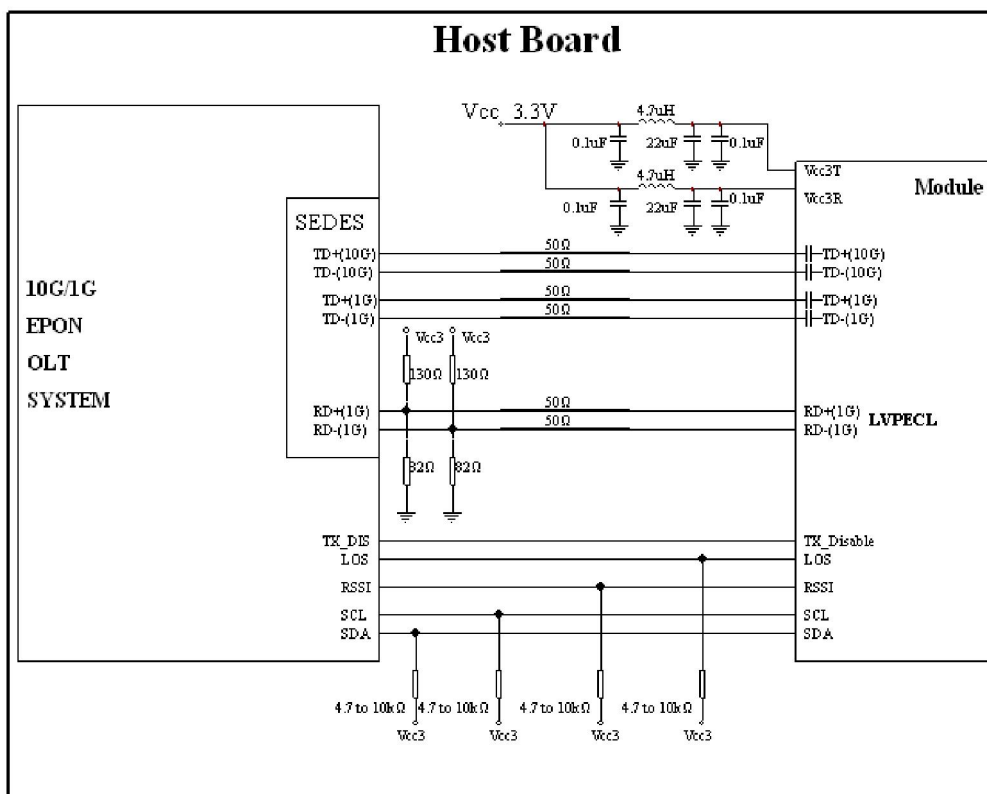 Host Board
Vcc 3.3V
4.7uH
0.1uF 22uF 0.1uF
4.7uH
0.1uF 22uF 0.1uF
Vcc3T
Vcc3R
Module
SEDES
10G/1G
EPON
OLT
SYSTEM
TD+(10G) 50Ω TD+(10G)
TD-(10G) 50Ω TD-(10G)
TD+(1G) 50Ω TD+(1G)
TD-(1G) 50Ω TD-(1G)
Vcc3 Vcc3
130Ω 130Ω
RD+(1G) 50Ω RD+(1G)
RD-(1G) 50Ω RD-(1G)
LVPECL
82Ω 82Ω
TX_DIS TX_Disable
LOS LOS
RSSI RSSI
SCL SCL
SDA SDA
4.7 to 10kΩ 4.7 to 10kΩ 4.7 to 10kΩ 4.7 to 10kΩ
Vcc3 Vcc3 Vcc3 Vcc3